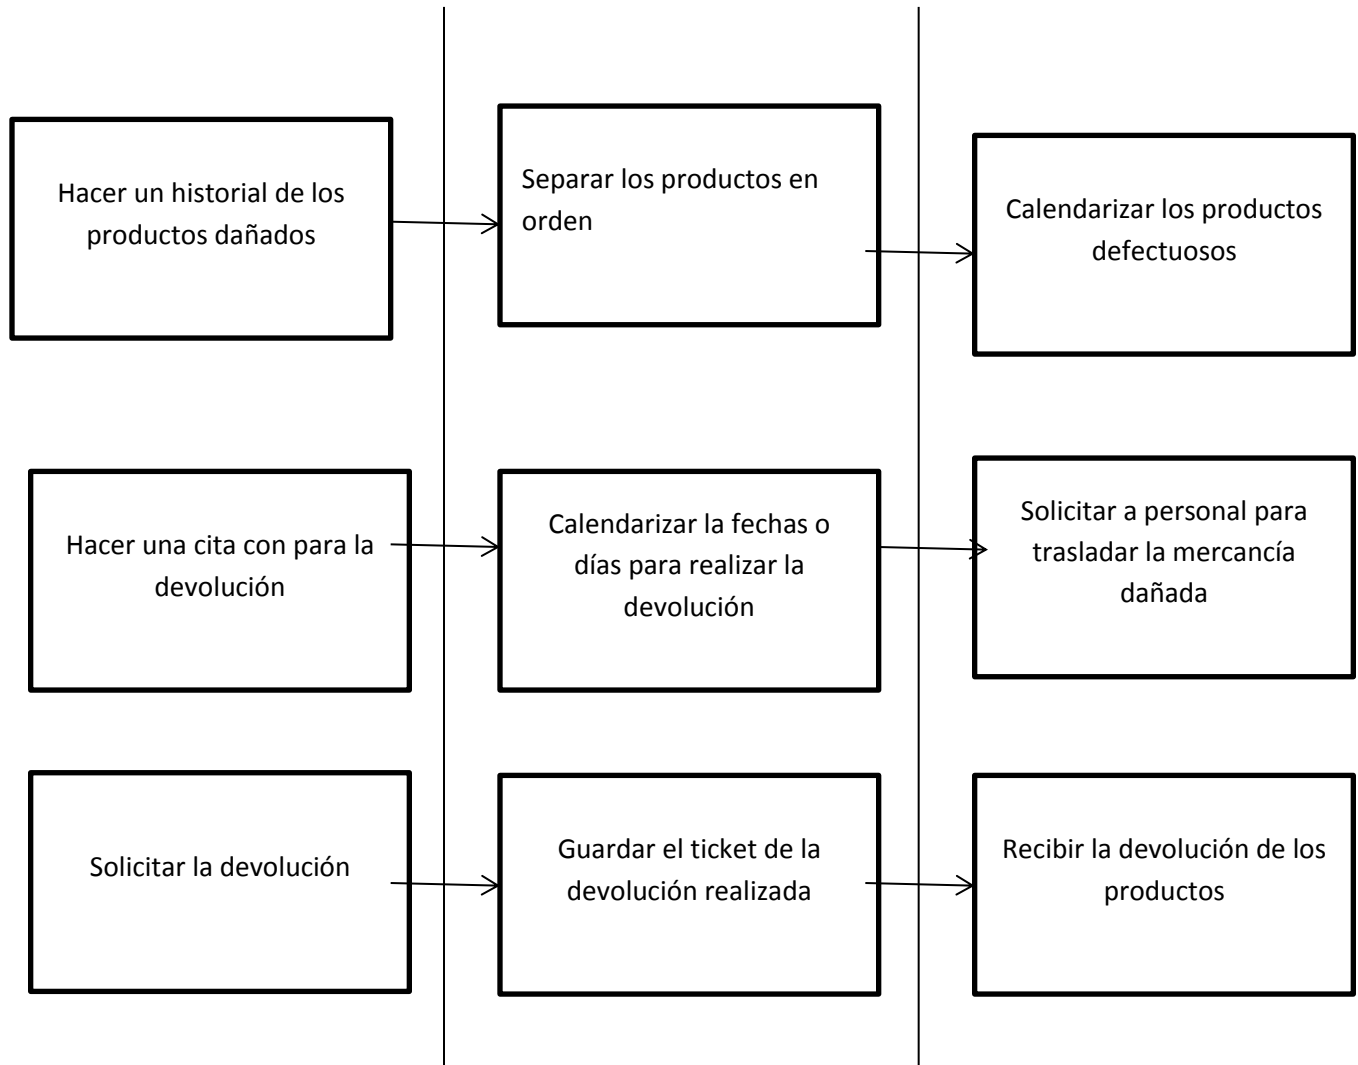 Hacer un historial de los
productos dañados
Separar los productos en
orden
Calendarizar los productos
defectuosos
Hacer una cita con para la
devolución
Calendarizar la fechas o
días para realizar la
devolución
Solicitar a personal para
trasladar la mercancía
dañada
Solicitar la devolución
Guardar el ticket de la
devolución realizada
Recibir la devolución de los
productos